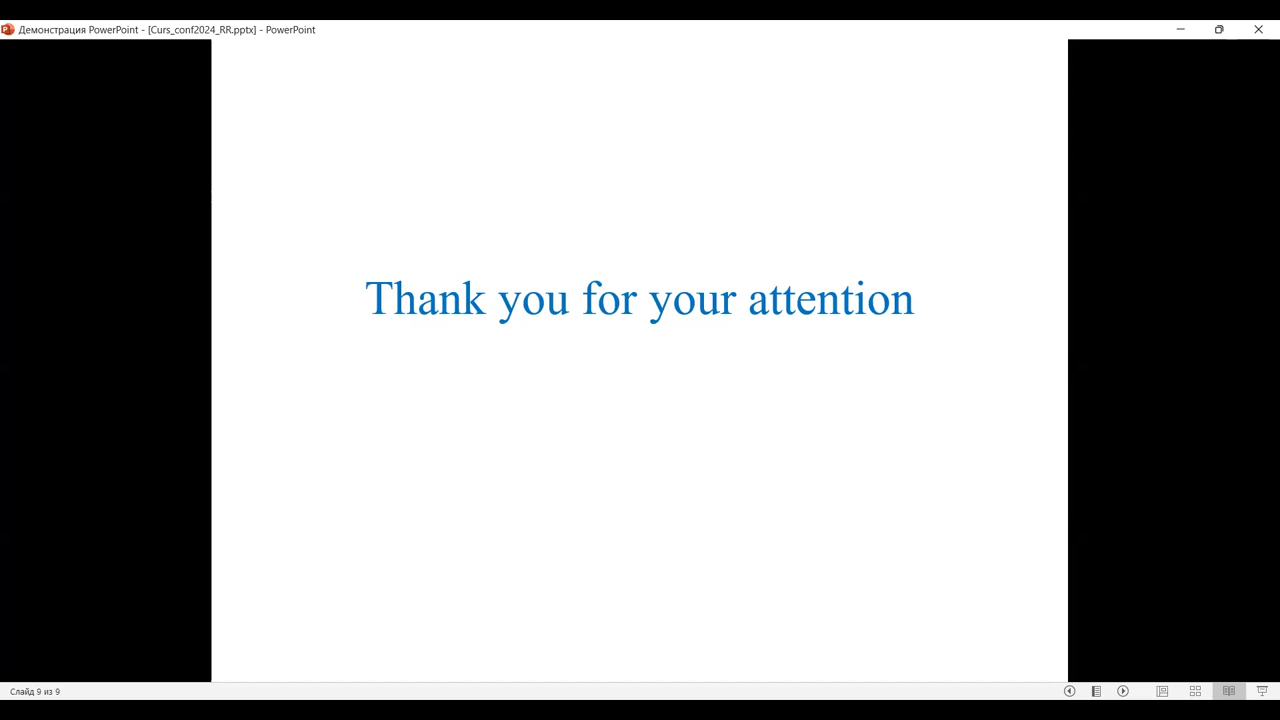 Демонстрация PowerPoint - [Curs_conf2024_RR.pptx] - PowerPoint
Thank you for your attention
Слайд 9 из 9